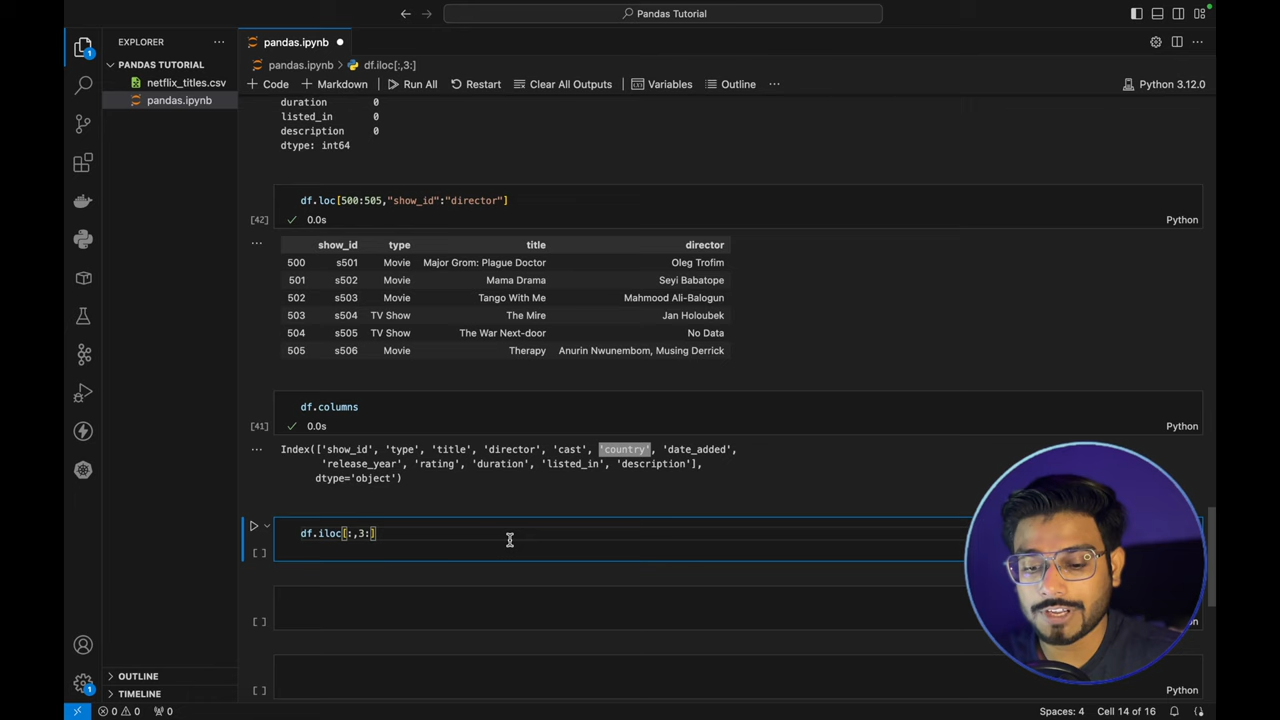 Pandas Tutorial
EXPLORER
PANDAS TUTORIAL
netflix_titles.csv
pandas.ipynb
OUTLINE
TIMELINE
1
1
pandas.ipynb
pandas.ipynb > df.iloc[:,3:]
+ Code + Markdown Run All Restart Clear All Outputs Variables Outline ... Python 3.12.0
duration 0
listed_in 0
description 0
dtype: int64
df.loc[500:505,"show_id":"director"]
[42] 0.0s Python
show_id type title director
500 s501 Movie Major Grom: Plague Doctor Oleg Trofim
501 s502 Movie Mama Drama Seyi Babatope
502 s503 Movie Tango With Me Mahmood Ali-Balogun
503 s504 TV Show The Mire Jan Holoubek
504 s505 TV Show The War Next-door No Data
505 s506 Movie Therapy Anurin Nwunembom, Musing Derrick
df.columns
[41] 0.0s Python
Index(['show_id', 'type', 'title', 'director', 'cast', 'country', 'date_added',
'release_year', 'rating', 'duration', 'listed_in', 'description'],
dtype='object')
df.iloc[:,3:]
[ ]
[ ]
[ ] Python
0 0 0 Spaces: 4 Cell 14 of 16